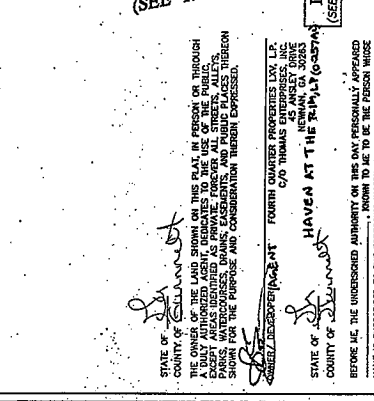 (SEE
STATE OF Ga
COUNTY OF Gwinnett
THE OWNER OF THE LAND SHOWN ON THIS PLAT, IN PERSON OR THROUGH
A DULY AUTHORIZED AGENT, DEDICATES TO THE USE OF THE PUBLIC,
EXCEPT AREAS IDENTIFIED AS PRIVATE, FOREVER ALL STREETS, ALLEYS,
PARKS, WATERCOURSES, DRAINS, EASEMENTS, AND PUBLIC PLACES THEREON
SHOWN FOR THE PURPOSE AND CONSIDERATION THEREIN EXPRESSED.
OWNER/DEVELOPER/AGENT FOURTH QUARTER PROPERTIES LXV, L.P.
C/O THOMAS ENTERPRISES, INC.
45 ANSLEY DRIVE
NEWNAN, GA 30263
HAVEN AT THE RIM, LP (0.257A)
STATE OF Ga
COUNTY OF Gwinnett
(SEE
BEFORE ME, THE UNDERSIGNED AUTHORITY ON THIS DAY PERSONALLY APPEARED
, KNOWN TO ME TO BE THE PERSON WHOSE